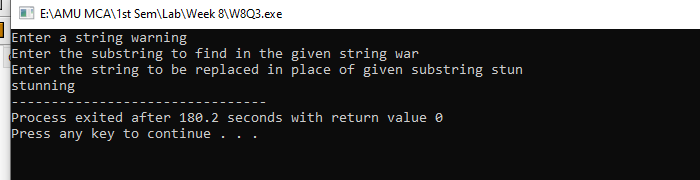 E:\AMU MCA\1st Sem\Lab\Week 8\W8Q3.exe
Enter a string warning
Enter the substring to find in the given string war
Enter the string to be replaced in place of given substring stun
stunning
--------------------------------
Process exited after 180.2 seconds with return value 0
Press any key to continue . . .